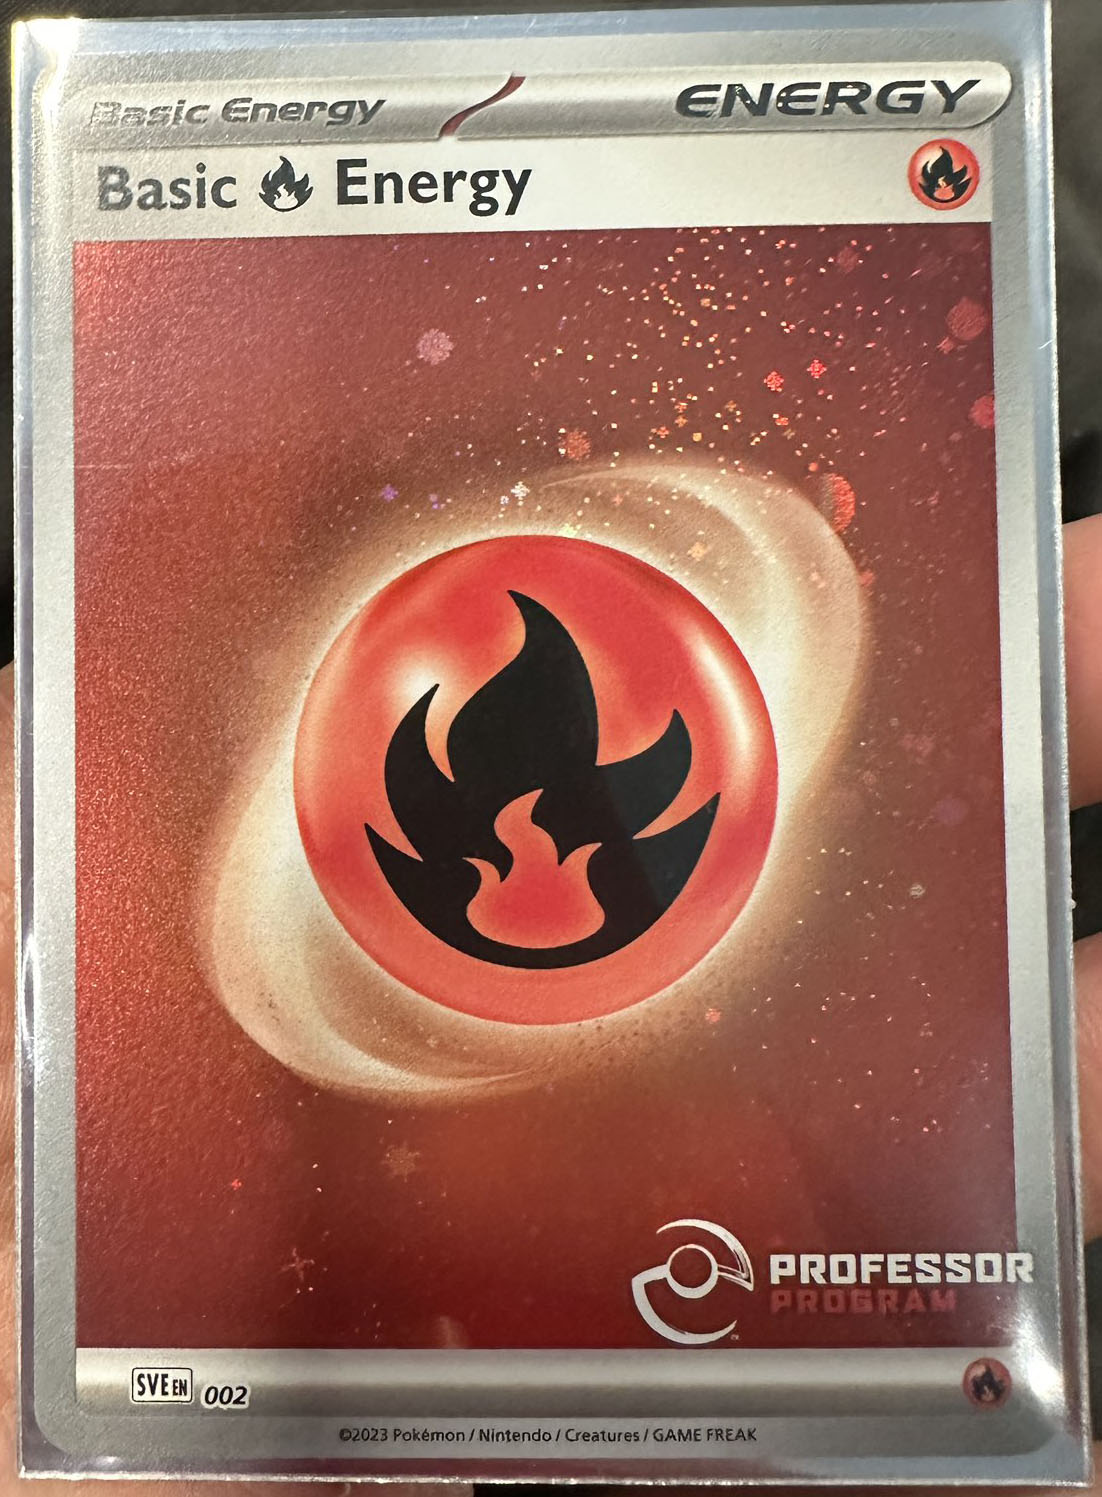 Basic Energy
ENERGY
Basic Energy
PROFESSOR
PROGRAM
SVE EN 002
©2023 Pokémon / Nintendo / Creatures / GAME FREAK